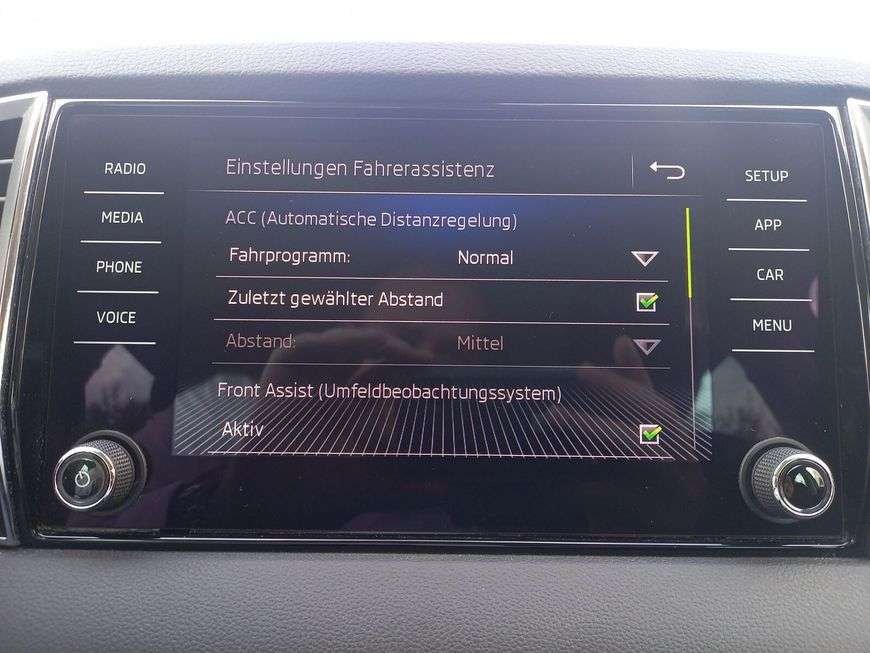 RADIO
MEDIA
PHONE
VOICE
Einstellungen Fahrerassistenz
ACC (Automatische Distanzregelung)
Fahrprogramm: Normal
Zuletzt gewählter Abstand
Abstand: Mittel
Front Assist (Umfeldbeobachtungssystem)
Aktiv
SETUP
APP
CAR
MENU